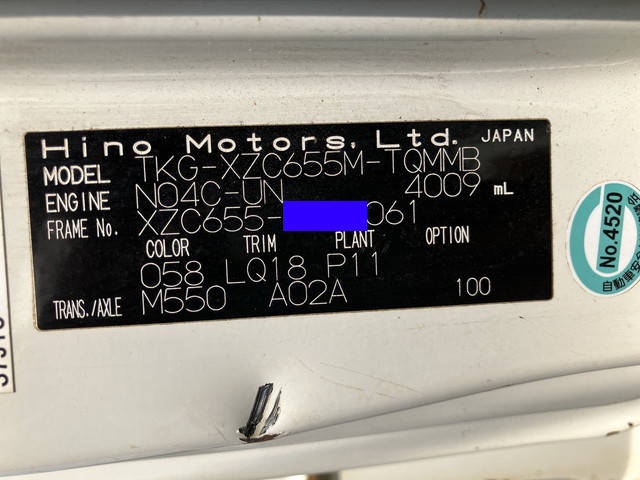 Hino Motors, Ltd. JAPAN
MODEL TKG-XZC655M-TQMMB
ENGINE N04C-UN 4009 mL
FRAME No. XZC655- 061
COLOR TRIM PLANT OPTION
058 LQ18 P11
TRANS./AXLE M550 A02A 100
No.4520